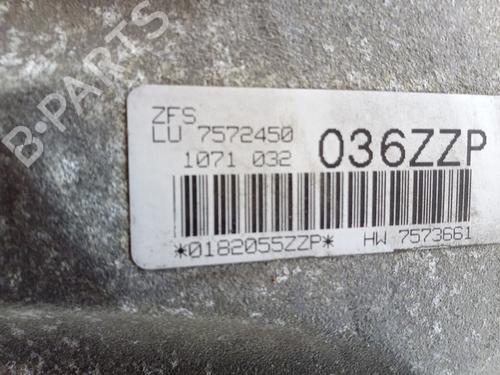 B-PARTS
ZFS
LU 7572450
1071 032
036ZZP
*0182055ZZP*
HW 7573661